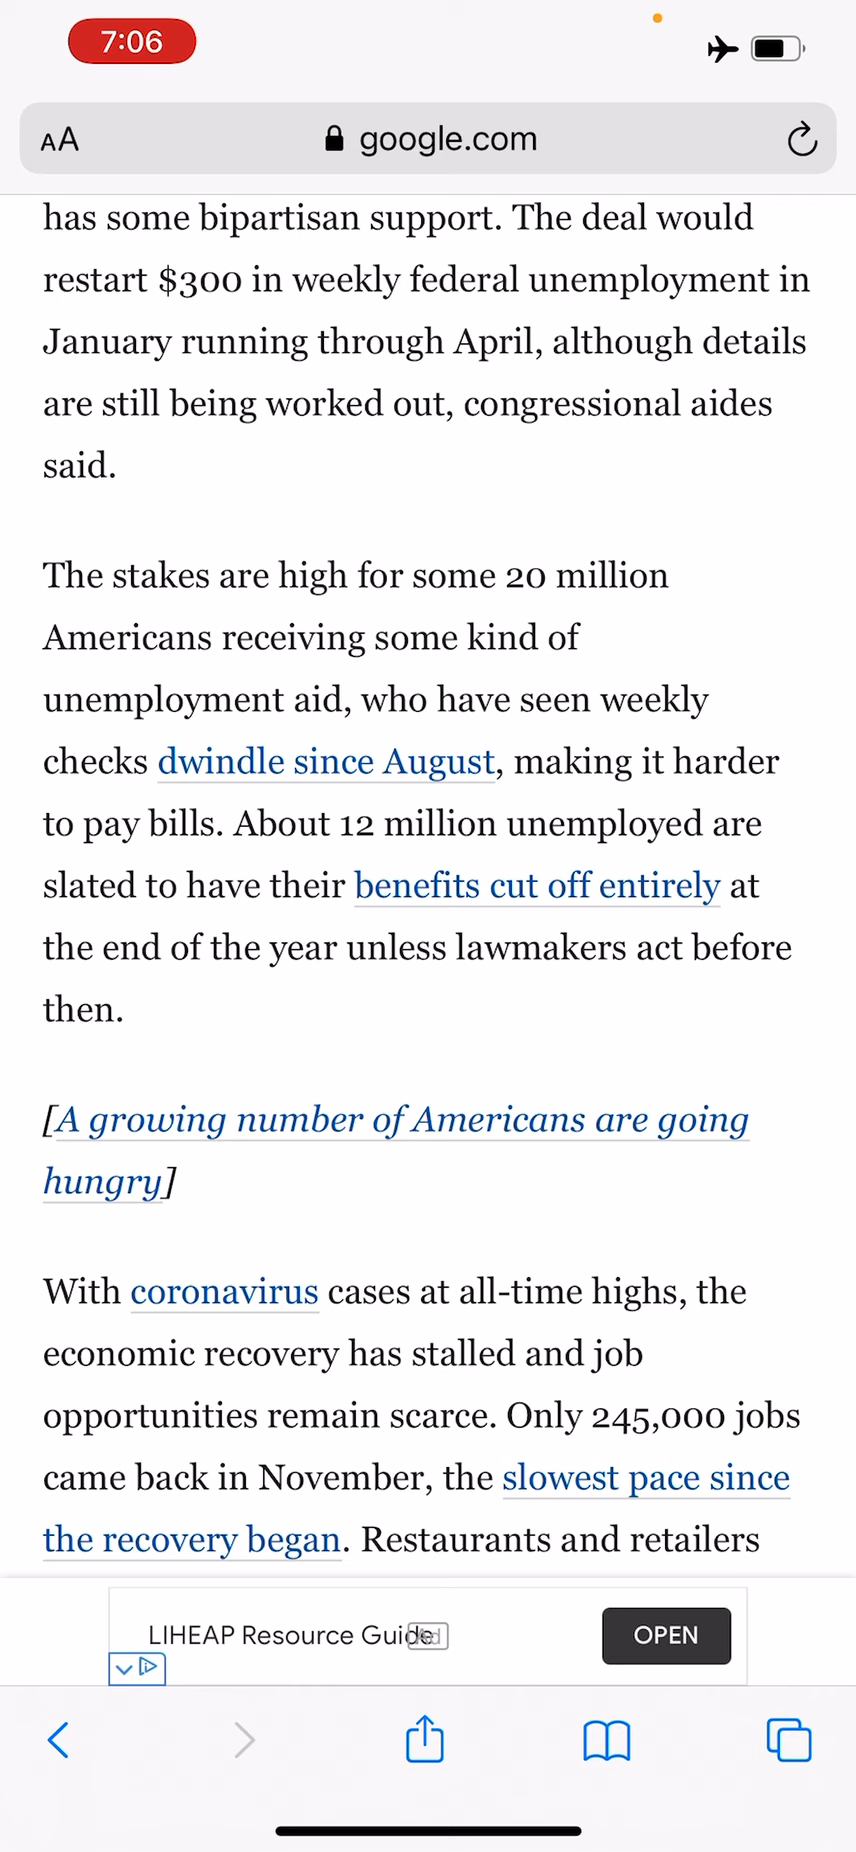 7:06
AA google.com
has some bipartisan support. The deal would
restart $300 in weekly federal unemployment in
January running through April, although details
are still being worked out, congressional aides
said.
The stakes are high for some 20 million
Americans receiving some kind of
unemployment aid, who have seen weekly
checks dwindle since August, making it harder
to pay bills. About 12 million unemployed are
slated to have their benefits cut off entirely at
the end of the year unless lawmakers act before
then.
[A growing number of Americans are going
hungry]
With coronavirus cases at all-time highs, the
economic recovery has stalled and job
opportunities remain scarce. Only 245,000 jobs
came back in November, the slowest pace since
the recovery began. Restaurants and retailers
LIHEAP Resource Guide Ad OPEN